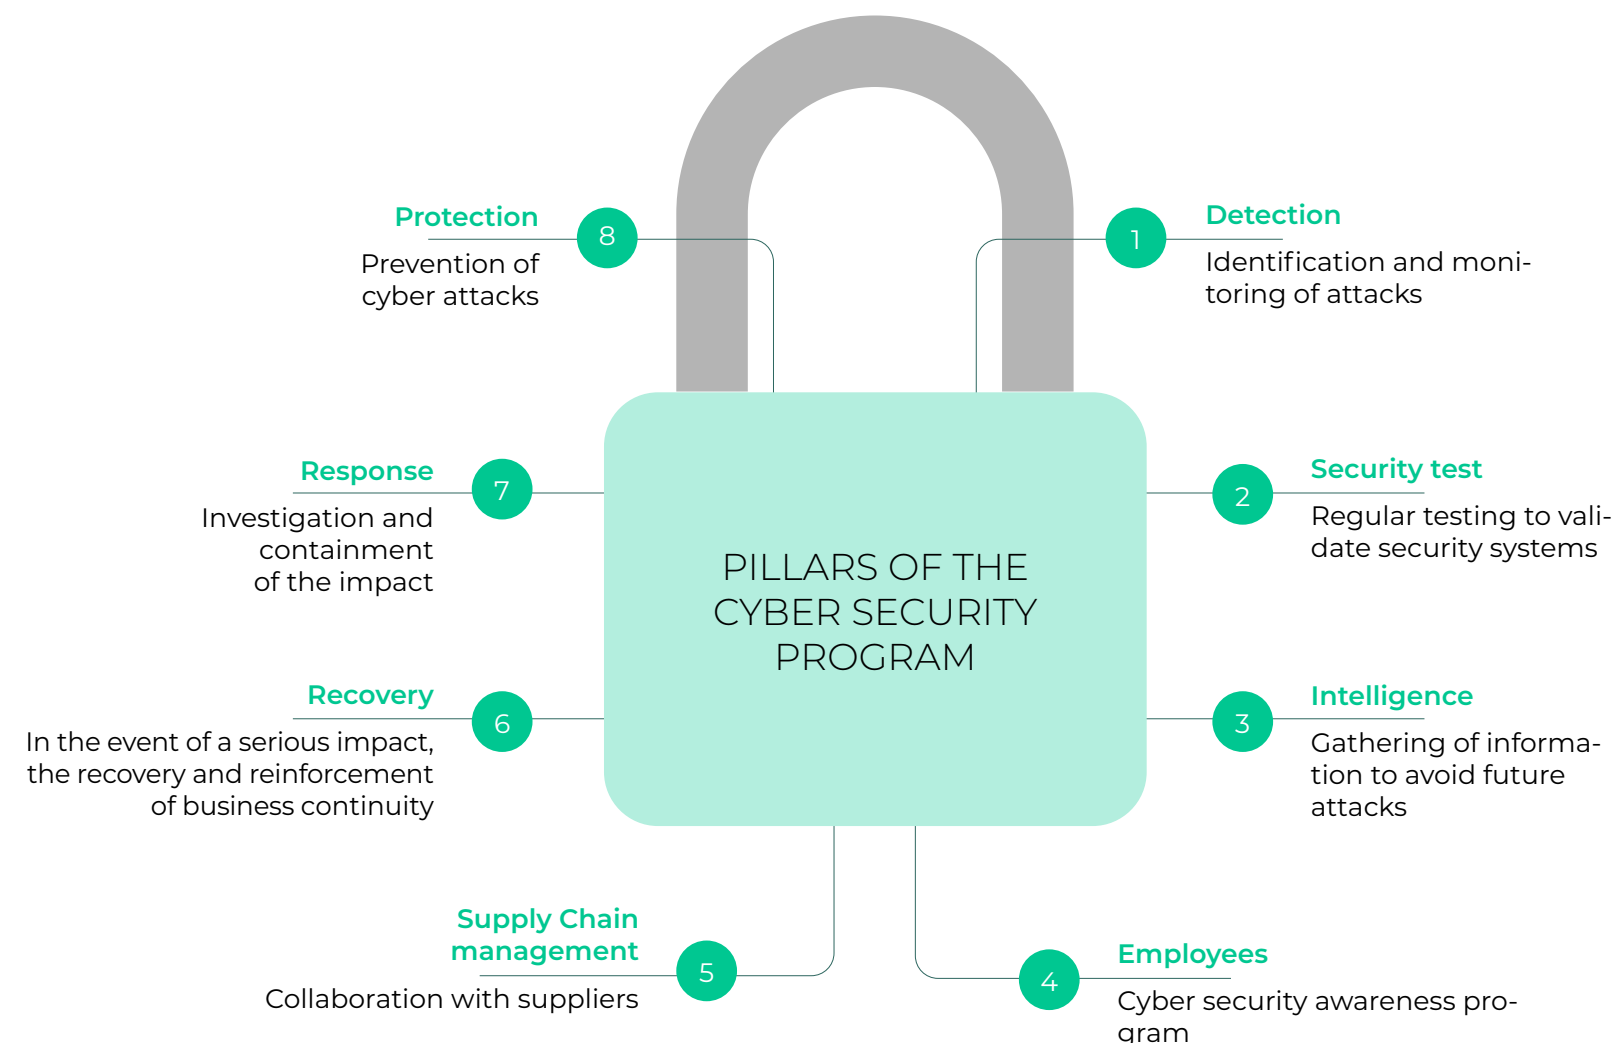 PILLARS OF THE
CYBER SECURITY
PROGRAM
1
Detection
Identification and moni-
toring of attacks
2
Security test
Regular testing to vali-
date security systems
3
Intelligence
Gathering of informa-
tion to avoid future
attacks
4
Employees
Cyber security awareness pro-
gram
5
Supply Chain
management
Collaboration with suppliers
6
Recovery
In the event of a serious impact,
the recovery and reinforcement
of business continuity
7
Response
Investigation and
containment
of the impact
8
Protection
Prevention of
cyber attacks